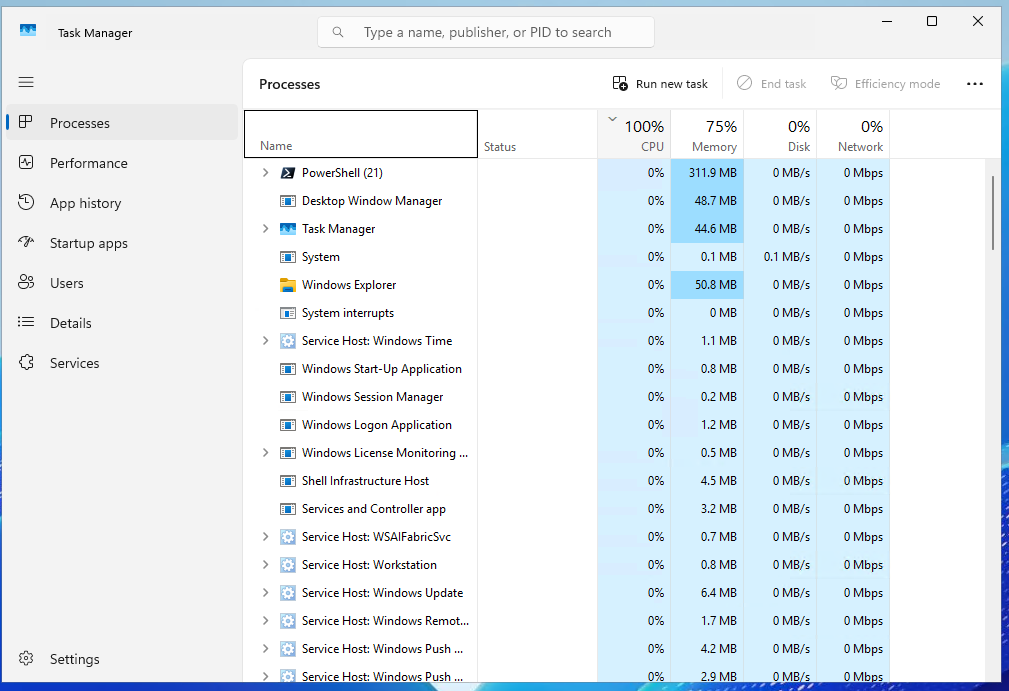 Task Manager
Type a name, publisher, or PID to search
Processes
Run new task
End task
Efficiency mode
Processes
Performance
App history
Startup apps
Users
Details
Services
Settings
100% 75% 0% 0%
Name Status CPU Memory Disk Network
PowerShell (21) 0% 311.9 MB 0 MB/s 0 Mbps
Desktop Window Manager 0% 48.7 MB 0 MB/s 0 Mbps
Task Manager 0% 44.6 MB 0 MB/s 0 Mbps
System 0% 0.1 MB 0.1 MB/s 0 Mbps
Windows Explorer 0% 50.8 MB 0 MB/s 0 Mbps
System interrupts 0% 0 MB 0 MB/s 0 Mbps
Service Host: Windows Time 0% 1.1 MB 0 MB/s 0 Mbps
Windows Start-Up Application 0% 0.8 MB 0 MB/s 0 Mbps
Windows Session Manager 0% 0.2 MB 0 MB/s 0 Mbps
Windows Logon Application 0% 1.2 MB 0 MB/s 0 Mbps
Windows License Monitoring ... 0% 0.5 MB 0 MB/s 0 Mbps
Shell Infrastructure Host 0% 4.5 MB 0 MB/s 0 Mbps
Services and Controller app 0% 3.2 MB 0 MB/s 0 Mbps
Service Host: WSAIFabricSvc 0% 0.7 MB 0 MB/s 0 Mbps
Service Host: Workstation 0% 0.8 MB 0 MB/s 0 Mbps
Service Host: Windows Update 0% 6.4 MB 0 MB/s 0 Mbps
Service Host: Windows Remot... 0% 1.7 MB 0 MB/s 0 Mbps
Service Host: Windows Push ... 0% 4.2 MB 0 MB/s 0 Mbps
Service Host: Windows Push ... 0% 2.9 MB 0 MB/s 0 Mbps